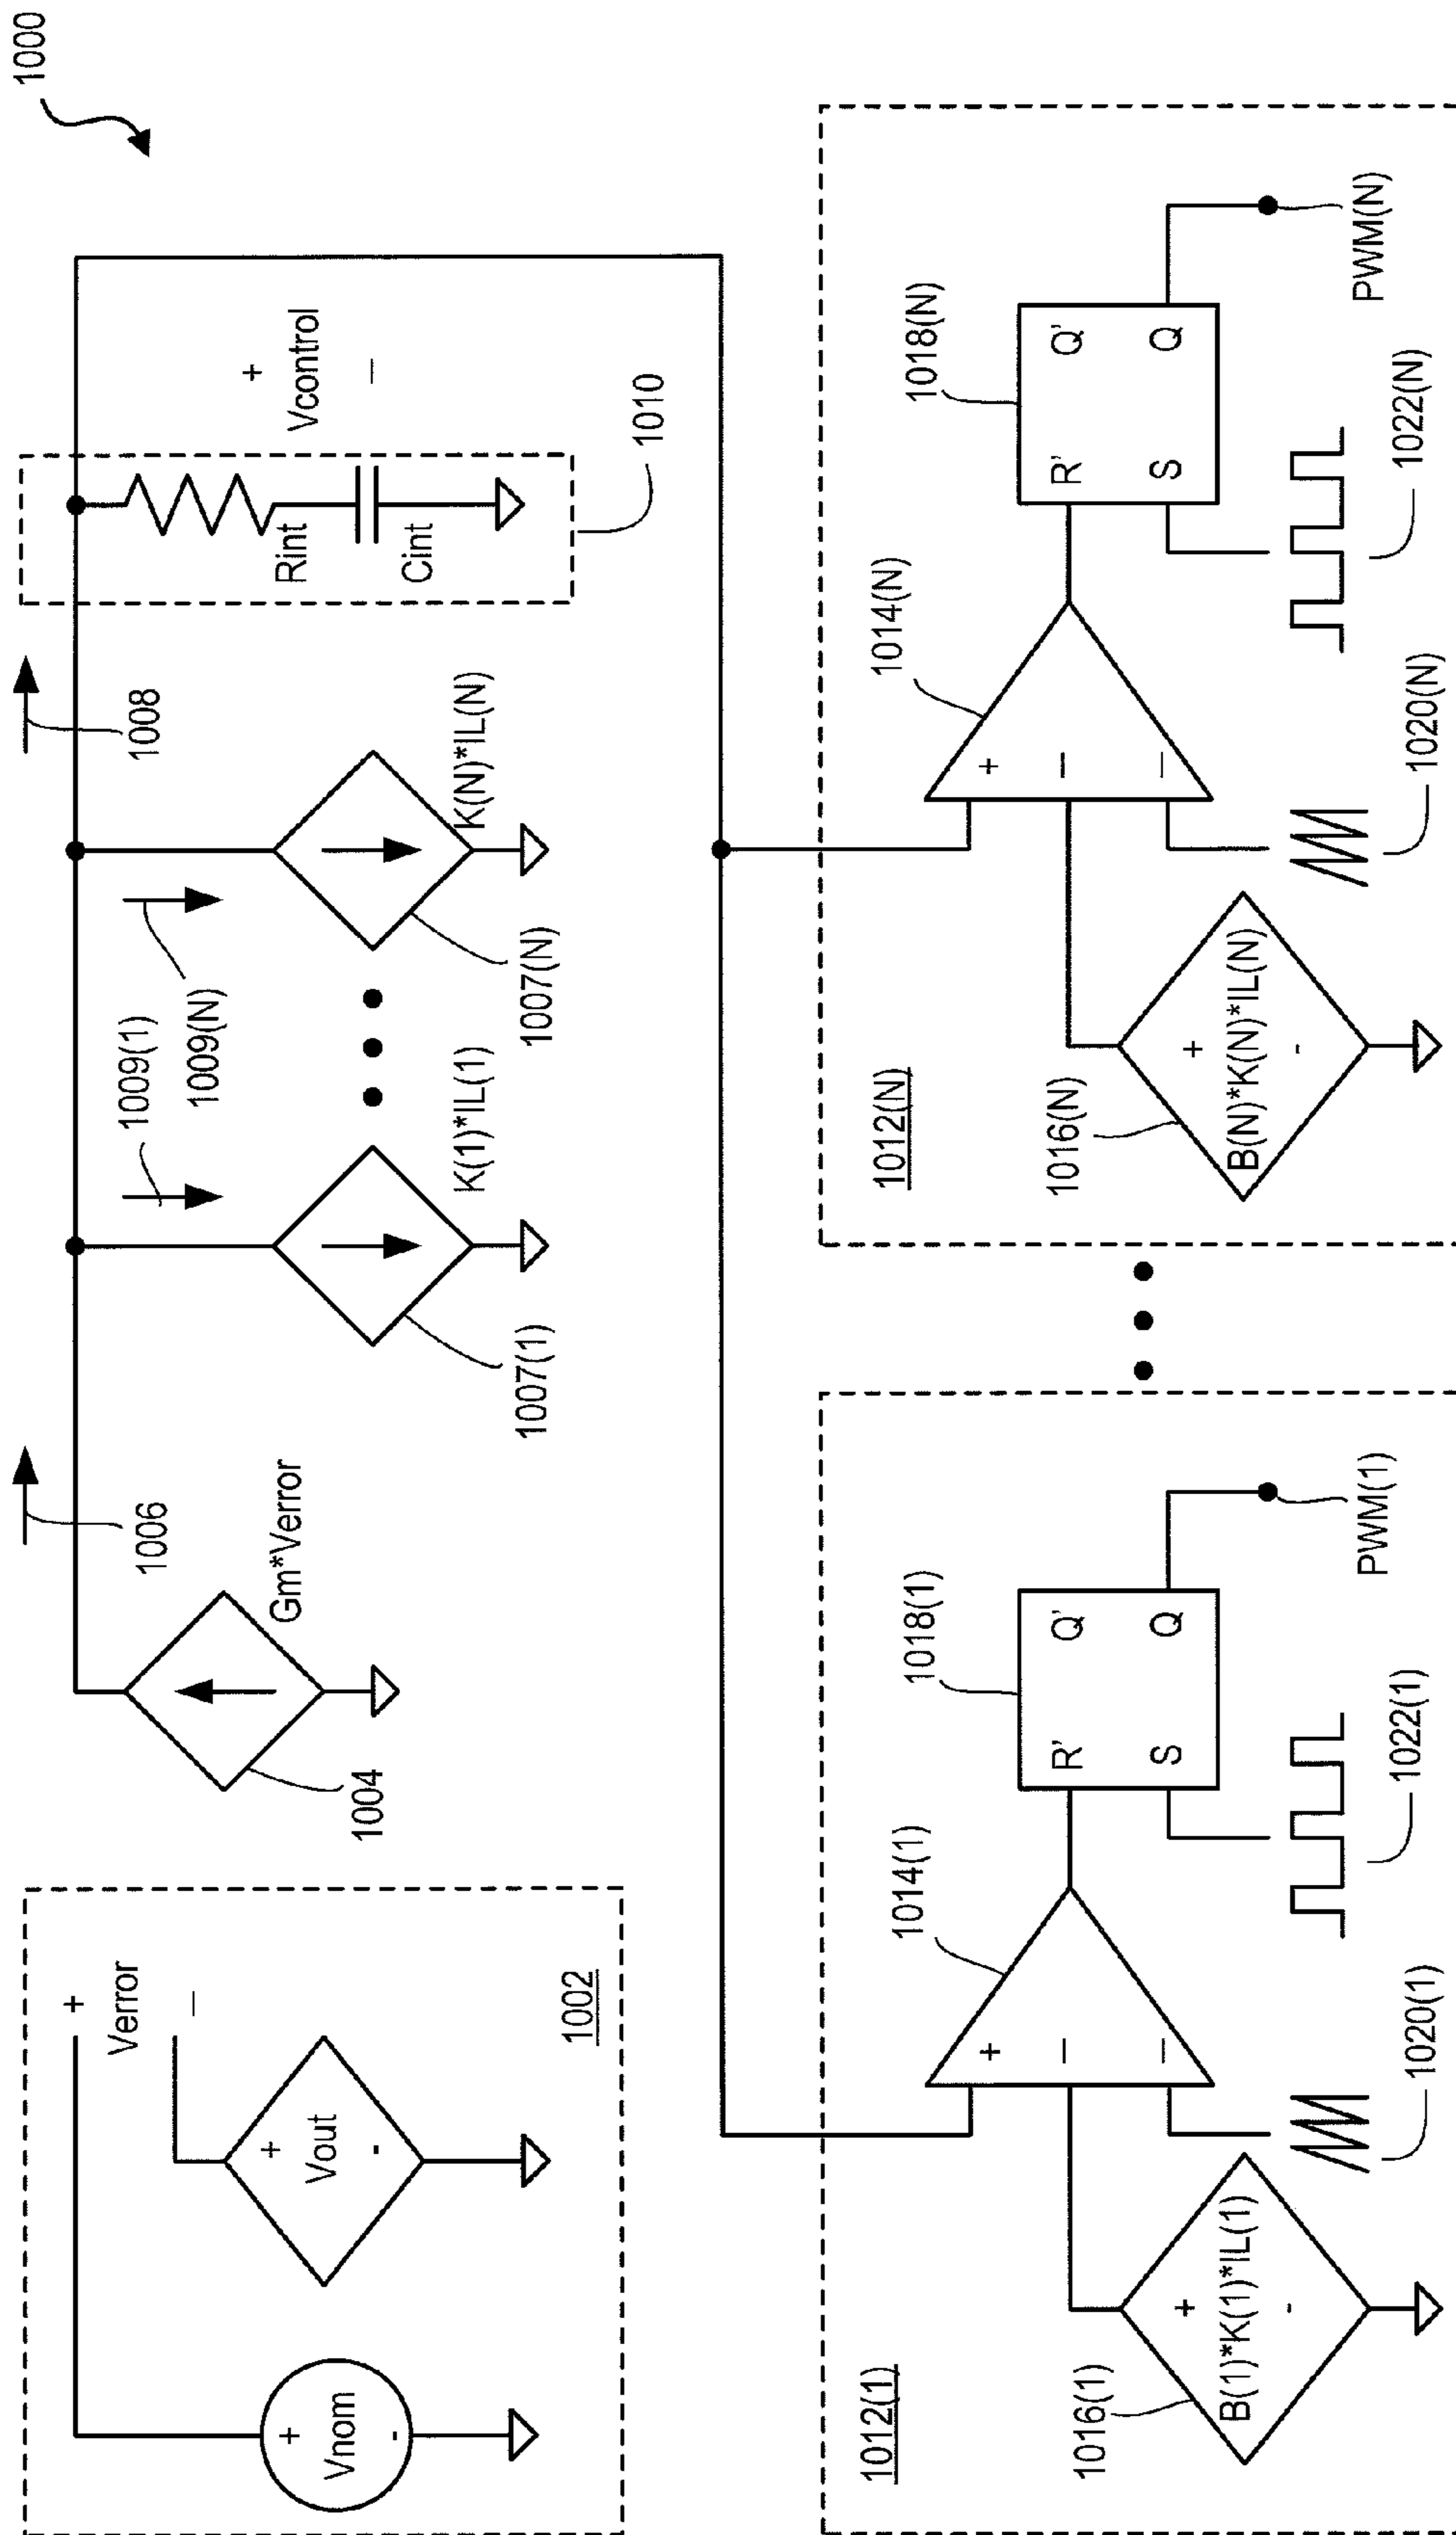 1000
+
Verror
−
+
Vnom
-
+
Vout
-
1002
1004
Gm*Verror
1006
1007(1)
K(1)*IL(1)
1009(1)
1009(N)
1007(N)
K(N)*IL(N)
1008
Rint
Cint
+
Vcontrol
−
1010
1012(1)
1016(1)
+
B(1)*K(1)*IL(1)
-
1014(1)
+
−
−
1020(1)
1018(1)
R' Q'
S Q
1022(1)
PWM(1)
1012(N)
1016(N)
+
B(N)*K(N)*IL(N)
-
1014(N)
+
−
−
1020(N)
1018(N)
R' Q'
S Q
1022(N)
PWM(N)